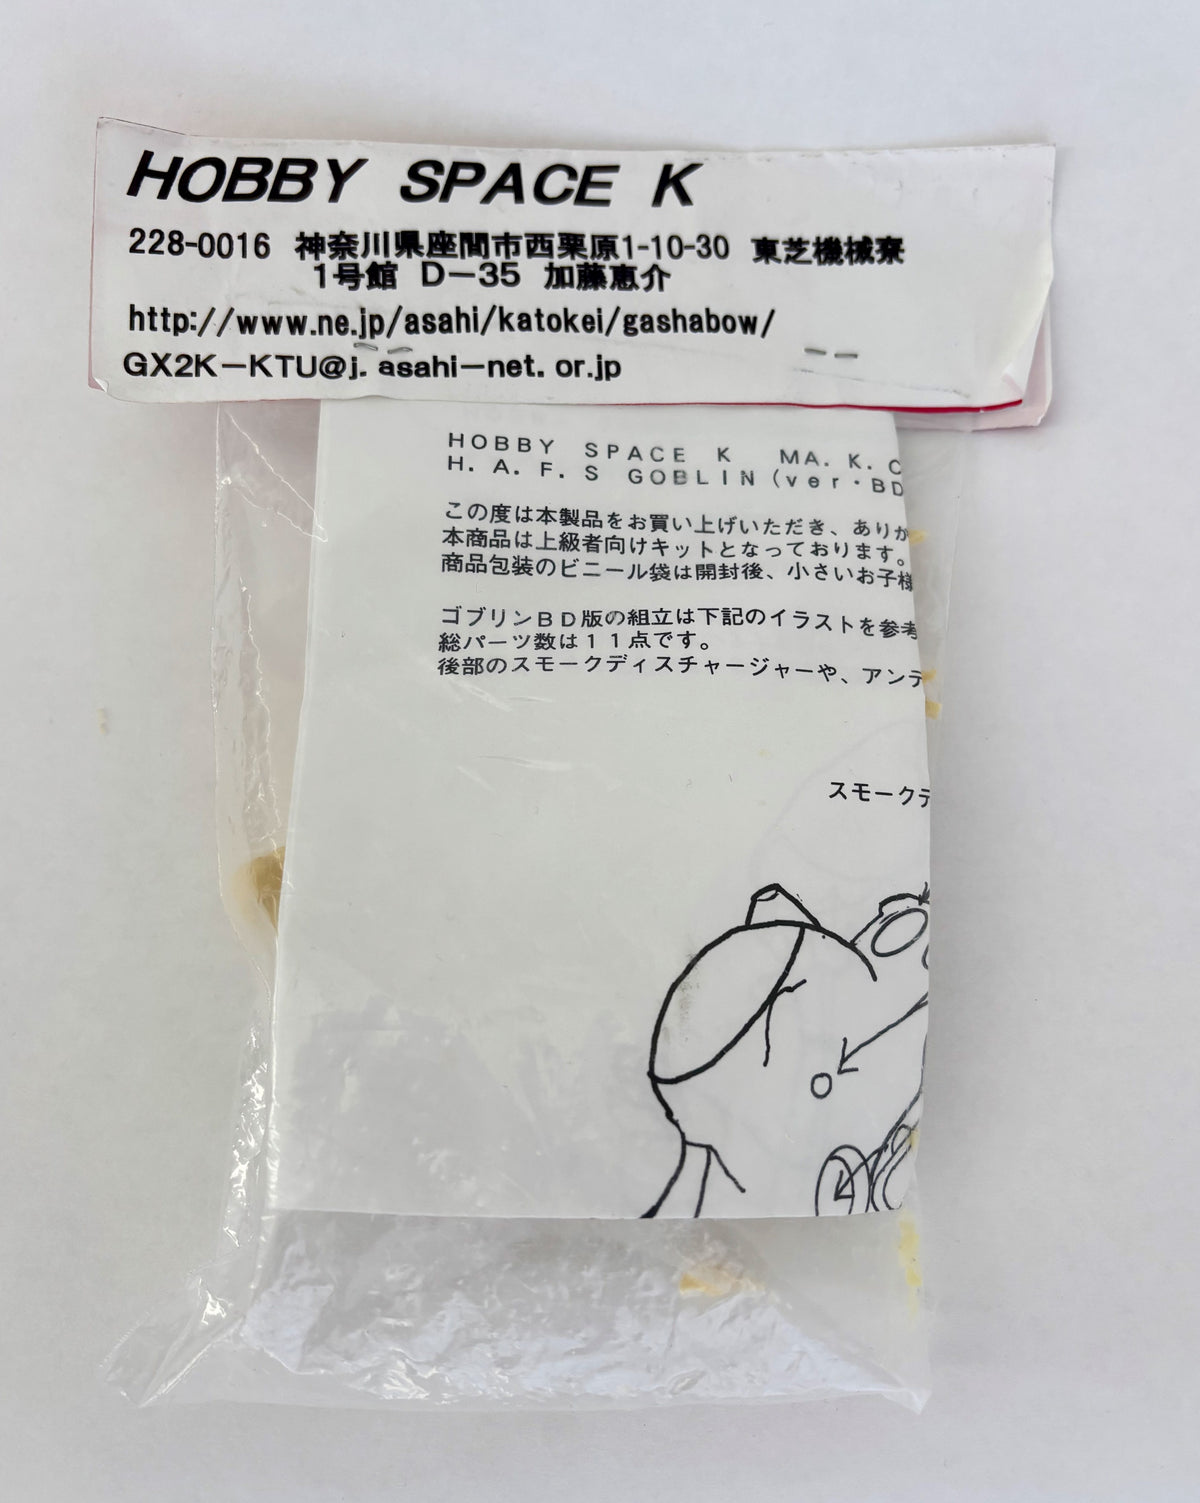 HOBBY SPACE K
228-0016 神奈川県座間市西栗原1-10-30 東芝機械寮
1号館 D－35 加藤恵介
http://www.ne.jp/asahi/katokei/gashabow/
GX2K－KTU@j.asahi－net.or.jp
HOBBY SPACE K MA.K.C
H.A.F.S GOBLIN(ver・BD
この度は本製品をお買い上げいただき、ありが
本商品は上級者向けキットとなっております。
商品包装のビニール袋は開封後、小さいお子様
ゴブリンＢＤ版の組立は下記のイラストを参考
総パーツ数は１１点です。
後部のスモークディスチャージャーや、アンテ
スモークデ